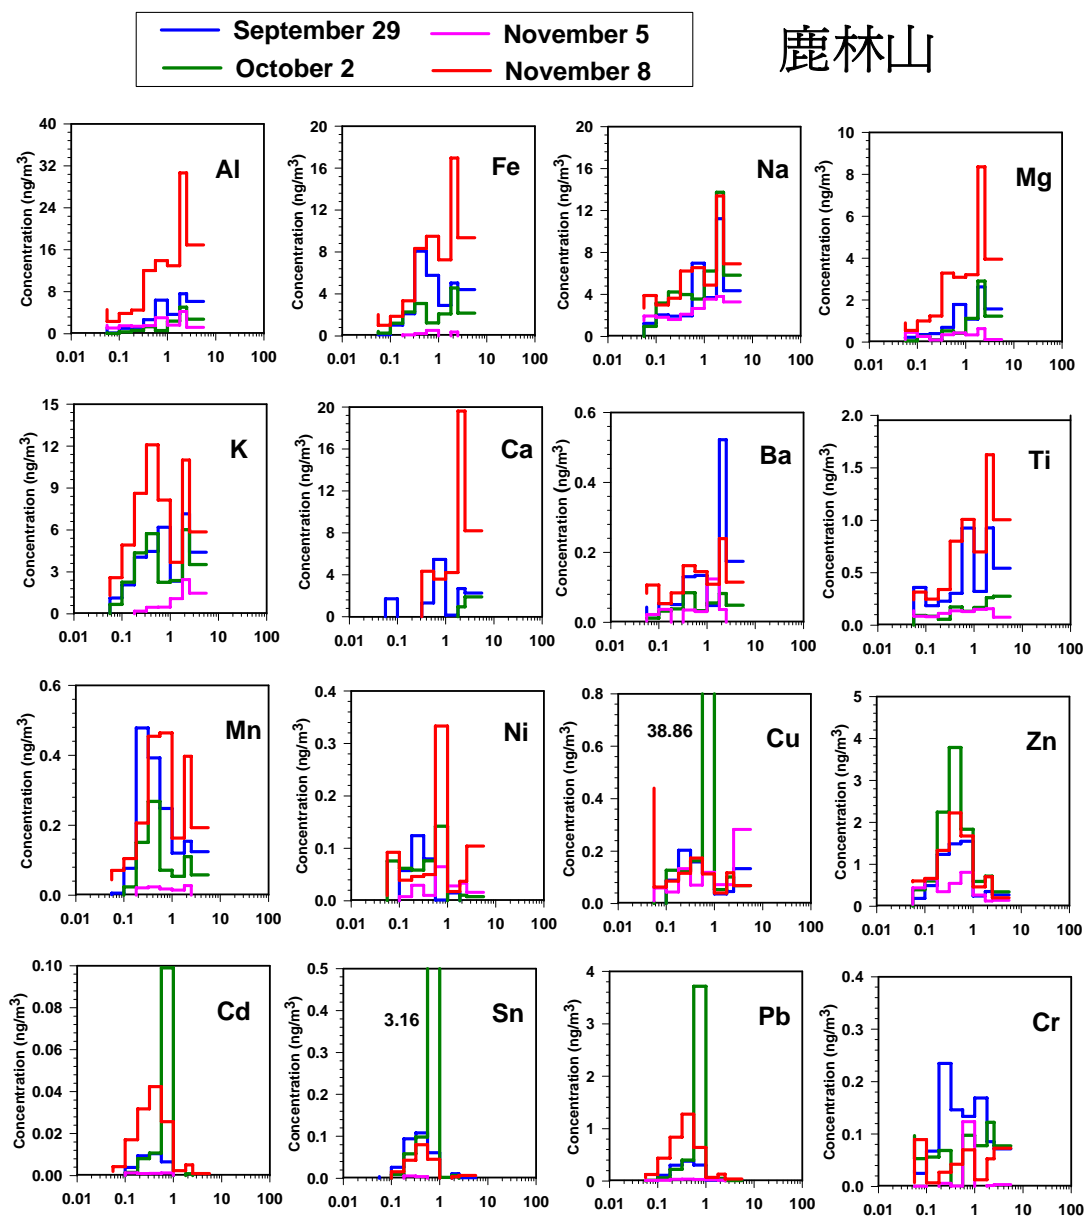 September 29 November 5
October 2 November 8
鹿林山
Al Fe Na Mg
Concentration (ng/m³) Concentration (ng/m³) Concentration (ng/m³) Concentration (ng/m³)
40 20 20 10
32 16 16 8
24 12 12 6
16 8 8 4
8 4 4 2
0 0 0 0
0.01 0.1 1 10 100 0.01 0.1 1 10 100 0.01 0.1 1 10 100 0.01 0.1 1 10 100
K Ca Ba Ti
Concentration (ng/m³) Concentration (ng/m³) Concentration (ng/m³) Concentration (ng/m³)
15 20 0.6 2.0
12 16 0.4 1.5
9 12 0.2 1.0
6 8 0.0 0.5
3 4 0.0
0 0
0.01 0.1 1 10 100 0.01 0.1 1 10 100 0.01 0.1 1 10 100 0.01 0.1 1 10 100
Mn Ni Cu Zn
38.86
Concentration (ng/m³) Concentration (ng/m³) Concentration (ng/m³) Concentration (ng/m³)
0.6 0.4 0.8 5
0.4 0.3 0.6 4
0.2 0.2 0.4 3
0.0 0.1 0.2 2
0.0 0.0 1
0
0.01 0.1 1 10 100 0.01 0.1 1 10 100 0.01 0.1 1 10 100 0.01 0.1 1 10 100
Cd Sn Pb Cr
3.16
Concentration (ng/m³) Concentration (ng/m³) Concentration (ng/m³) Concentration (ng/m³)
0.10 0.5 4 0.4
0.08 0.4 3 0.3
0.06 0.3 2 0.2
0.04 0.2 1 0.1
0.02 0.1 0 0.0
0.00 0.0
0.01 0.1 1 10 100 0.01 0.1 1 10 100 0.01 0.1 1 10 100 0.01 0.1 1 10 100